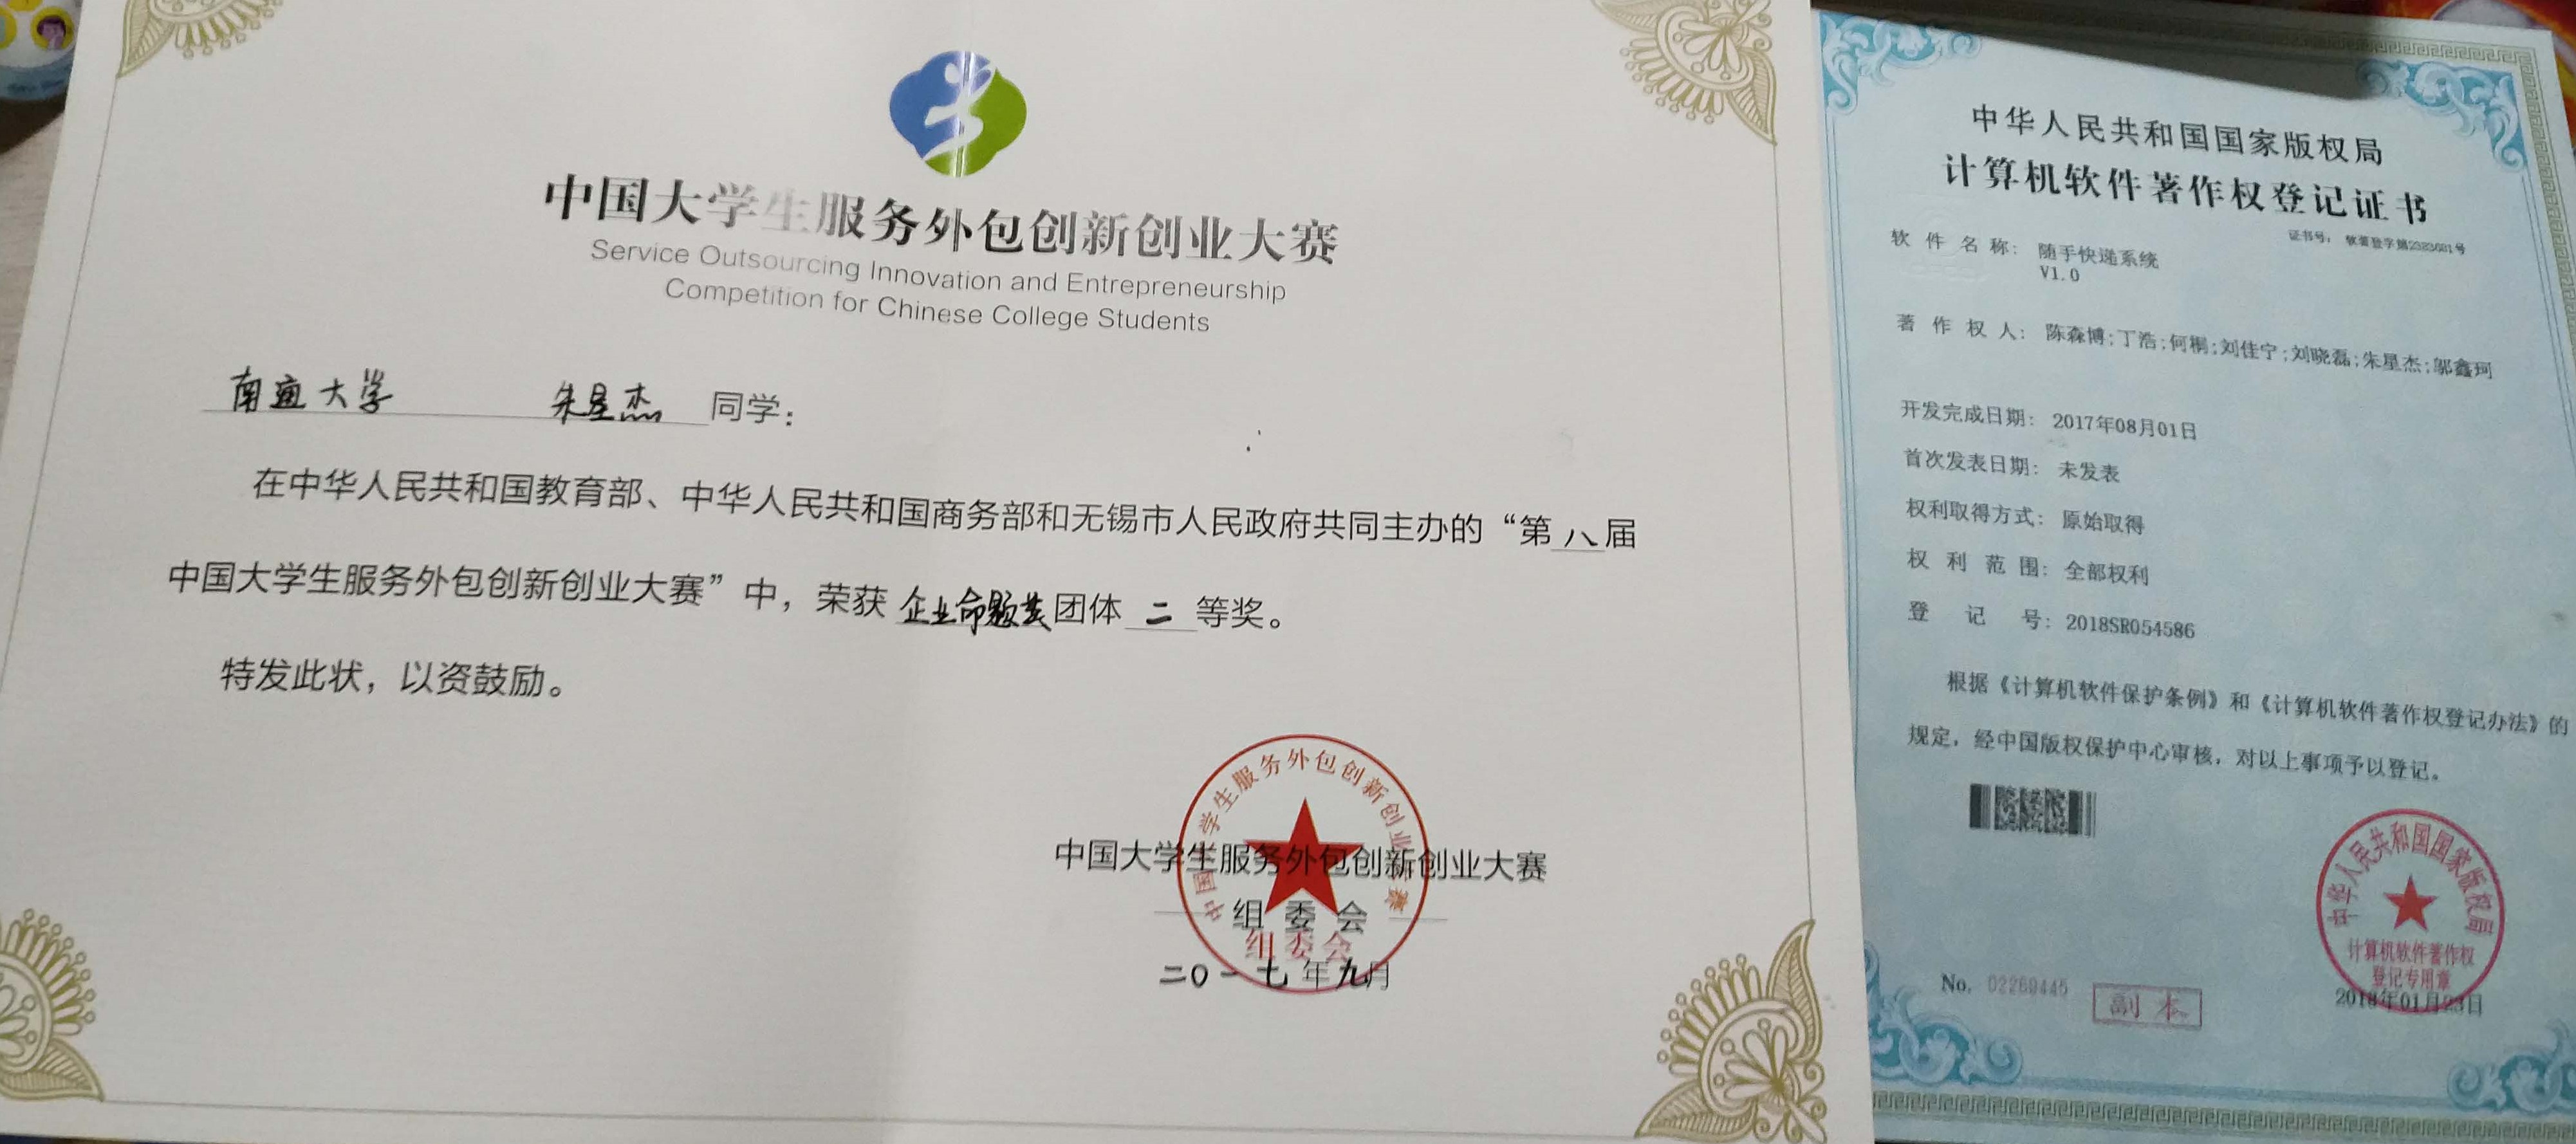 中国大学生服务外包创新创业大赛
Service Outsourcing Innovation and Entrepreneurship
Competition for Chinese College Students
南通大学 朱星杰 同学：
在中华人民共和国教育部、中华人民共和国商务部和无锡市人民政府共同主办的“第八届
中国大学生服务外包创新创业大赛”中，荣获企业命题类团体二等奖。
特发此状，以资鼓励。
中国大学生服务外包创新创业大赛
组委会
二〇一七年九月
中国大学生服务外包创新创业大赛
组委会
中华人民共和国国家版权局
计算机软件著作权登记证书
证书号： 软著登字第2383681号
软件名称： 随手快递系统
V1.0
著作权人： 陈森博;丁浩;何桐;刘佳宁;刘晓磊;朱星杰;邬鑫珂
开发完成日期： 2017年08月01日
首次发表日期： 未发表
权利取得方式： 原始取得
权利范围： 全部权利
登记号： 2018SR054586
根据《计算机软件保护条例》和《计算机软件著作权登记办法》的
规定，经中国版权保护中心审核，对以上事项予以登记。
中华人民共和国国家版权局
计算机软件著作权
登记专用章
No. 02269445
副本
2018年01月23日